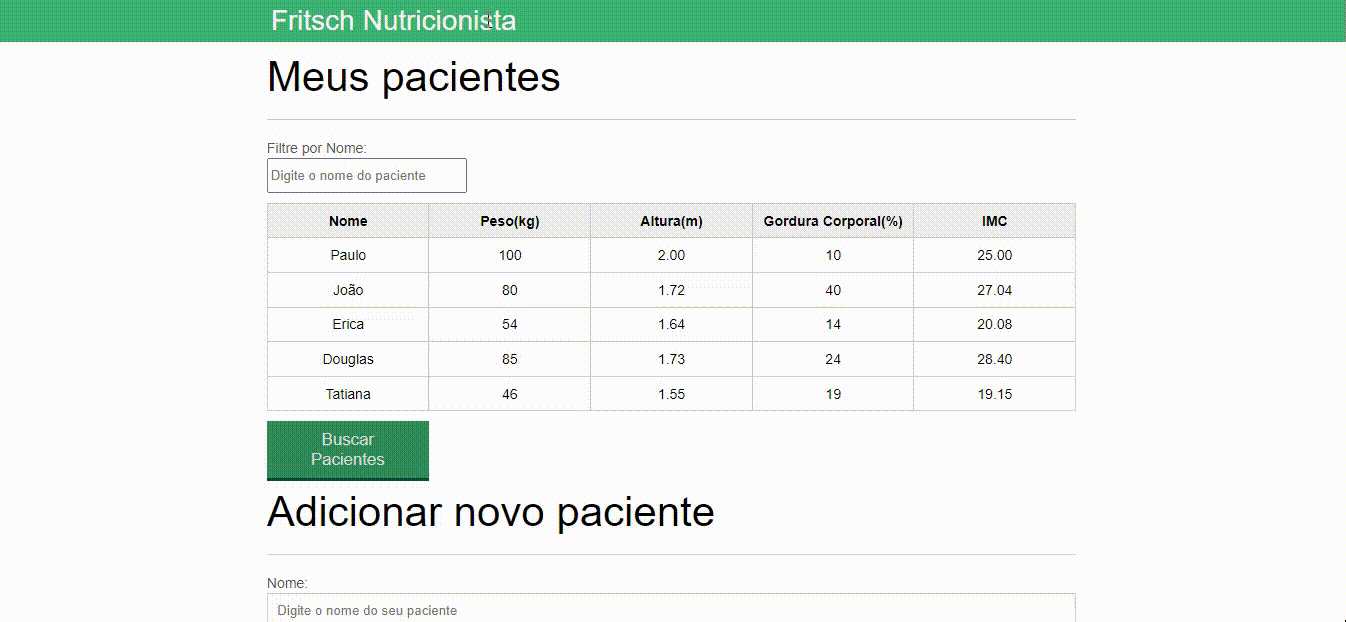 Fritsch Nutricionista
Meus pacientes
Filtre por Nome:
Digite o nome do paciente
Nome Peso(kg) Altura(m) Gordura Corporal(%) IMC
Paulo 100 2.00 10 25.00
João 80 1.72 40 27.04
Erica 54 1.64 14 20.08
Douglas 85 1.73 24 28.40
Tatiana 46 1.55 19 19.15
Buscar
Pacientes
Adicionar novo paciente
Nome:
Digite o nome do seu paciente